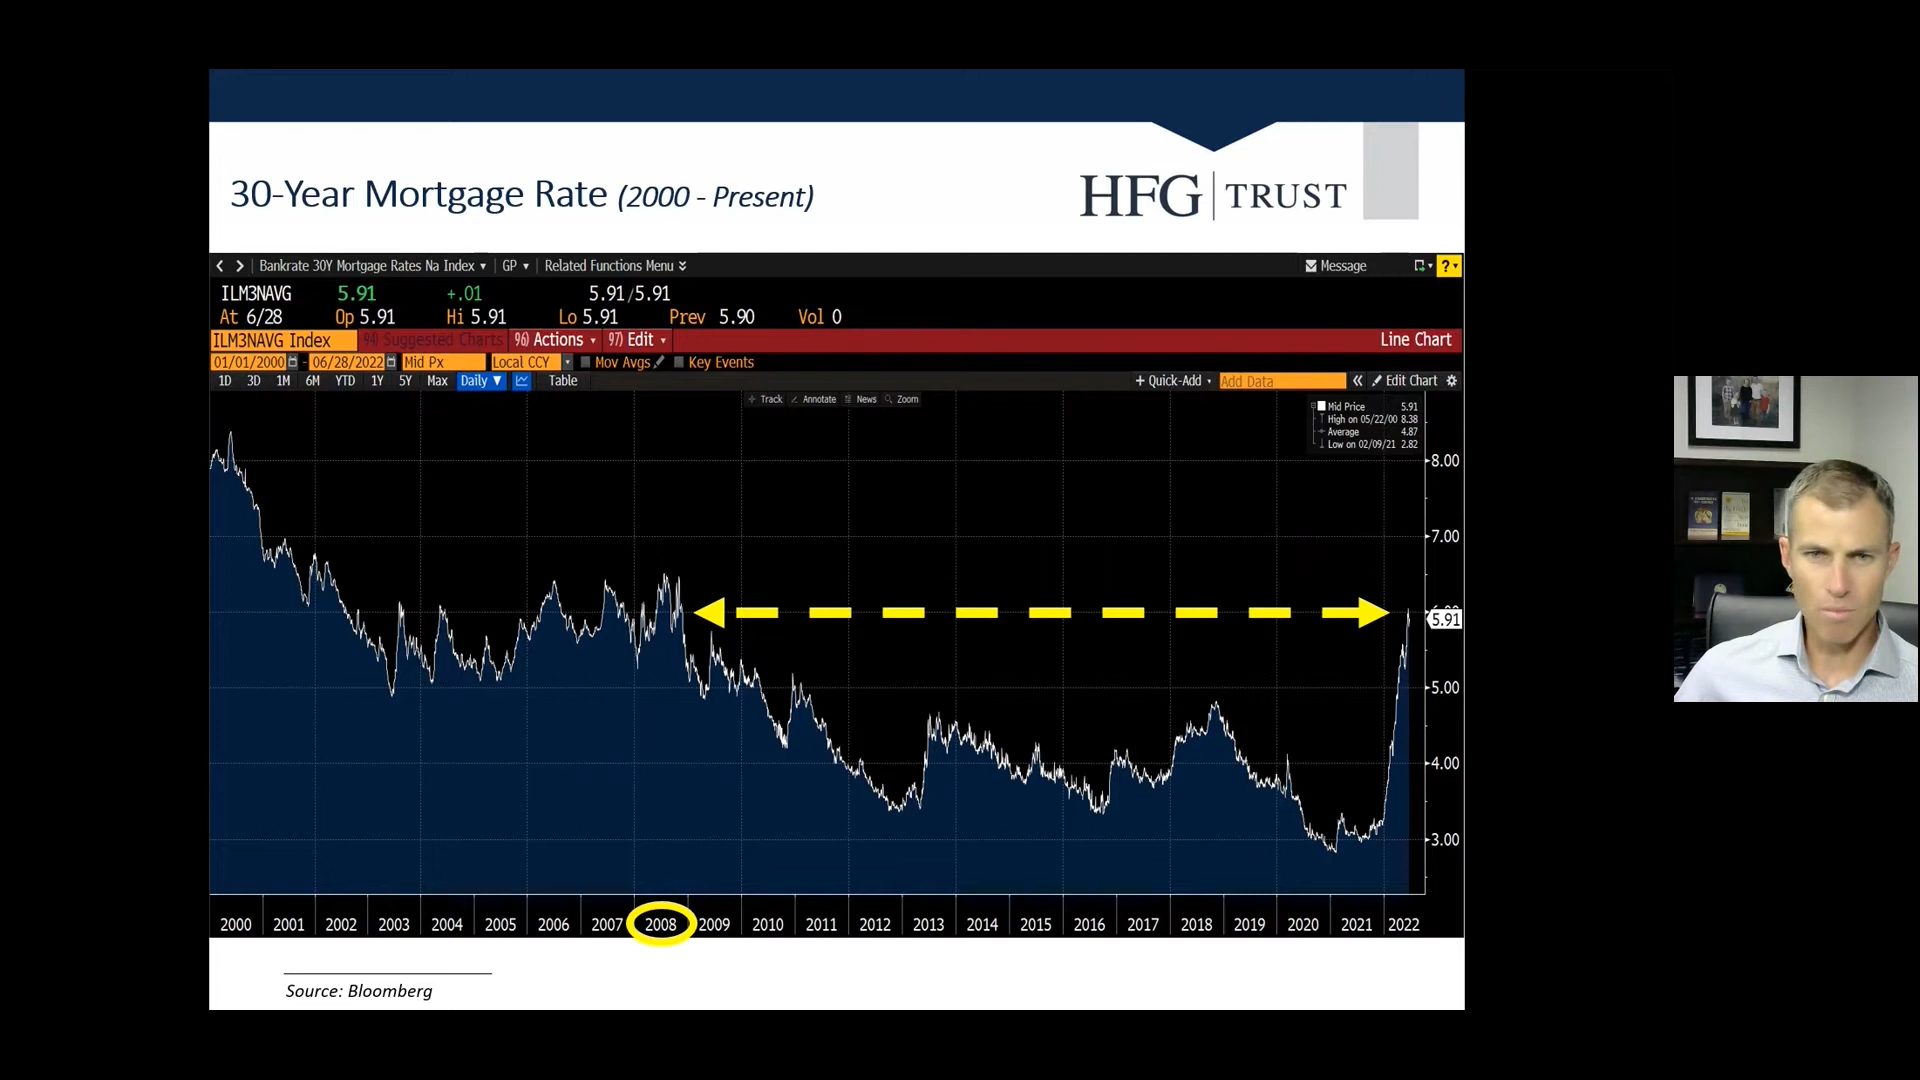 30-Year Mortgage Rate (2000 - Present)
HFG TRUST
Bankrate 30Y Mortgage Rates Na Index GP Related Functions Menu Message ?
ILM3NAVG 5.91 +.01 5.91/5.91
At 6/28 Op 5.91 Hi 5.91 Lo 5.91 Prev 5.90 Vol 0
ILM3NAVG Index 94) Suggested Charts 96) Actions 97) Edit Line Chart
01/01/2000 - 06/28/2022 Mid Px Local CCY Mov Avgs Key Events
1D 3D 1M 6M YTD 1Y 5Y Max Daily Table + Quick-Add Add Data « Edit Chart
Track Annotate News Zoom
Mid Price 5.91
High on 05/22/00 8.38
Average 4.87
Low on 02/09/21 2.82
8.00
7.00
5.91
5.00
4.00
3.00
2000 2001 2002 2003 2004 2005 2006 2007 2008 2009 2010 2011 2012 2013 2014 2015 2016 2017 2018 2019 2020 2021 2022
Source: Bloomberg